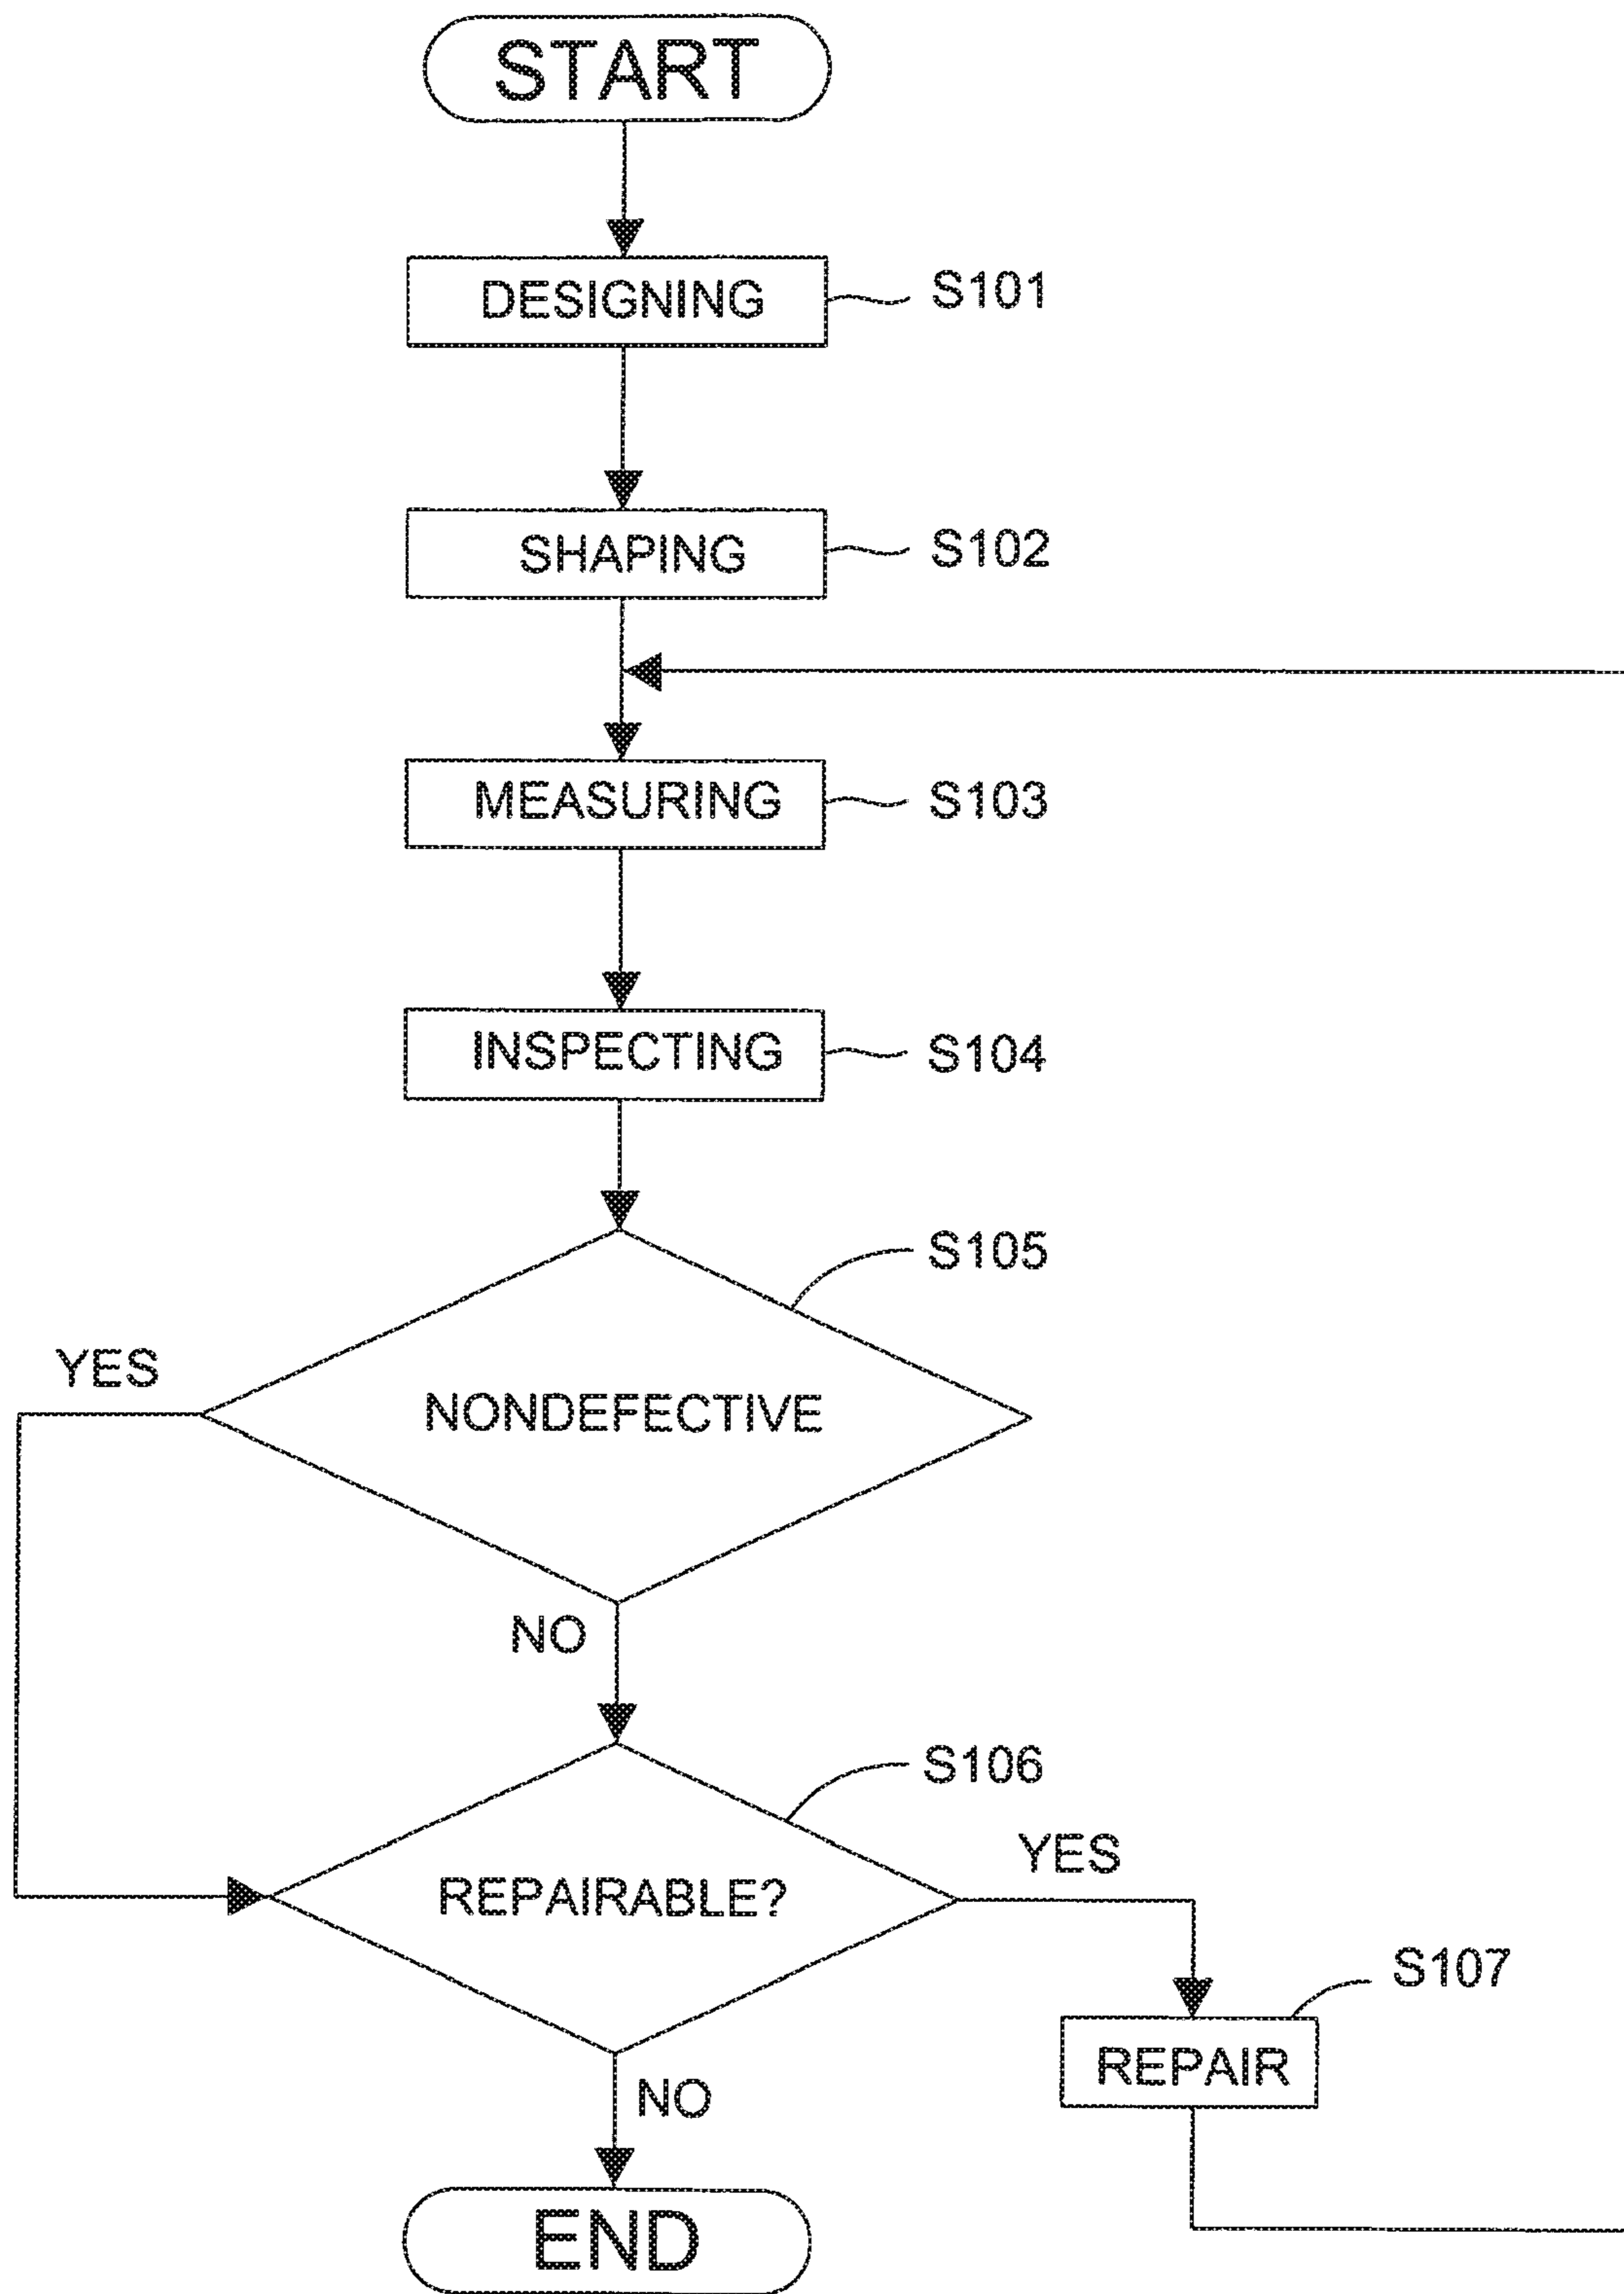 START
DESIGNING
S101
SHAPING
S102
MEASURING
S103
INSPECTING
S104
S105
YES
NONDEFECTIVE
NO
S106
YES
REPAIRABLE?
S107
REPAIR
NO
END